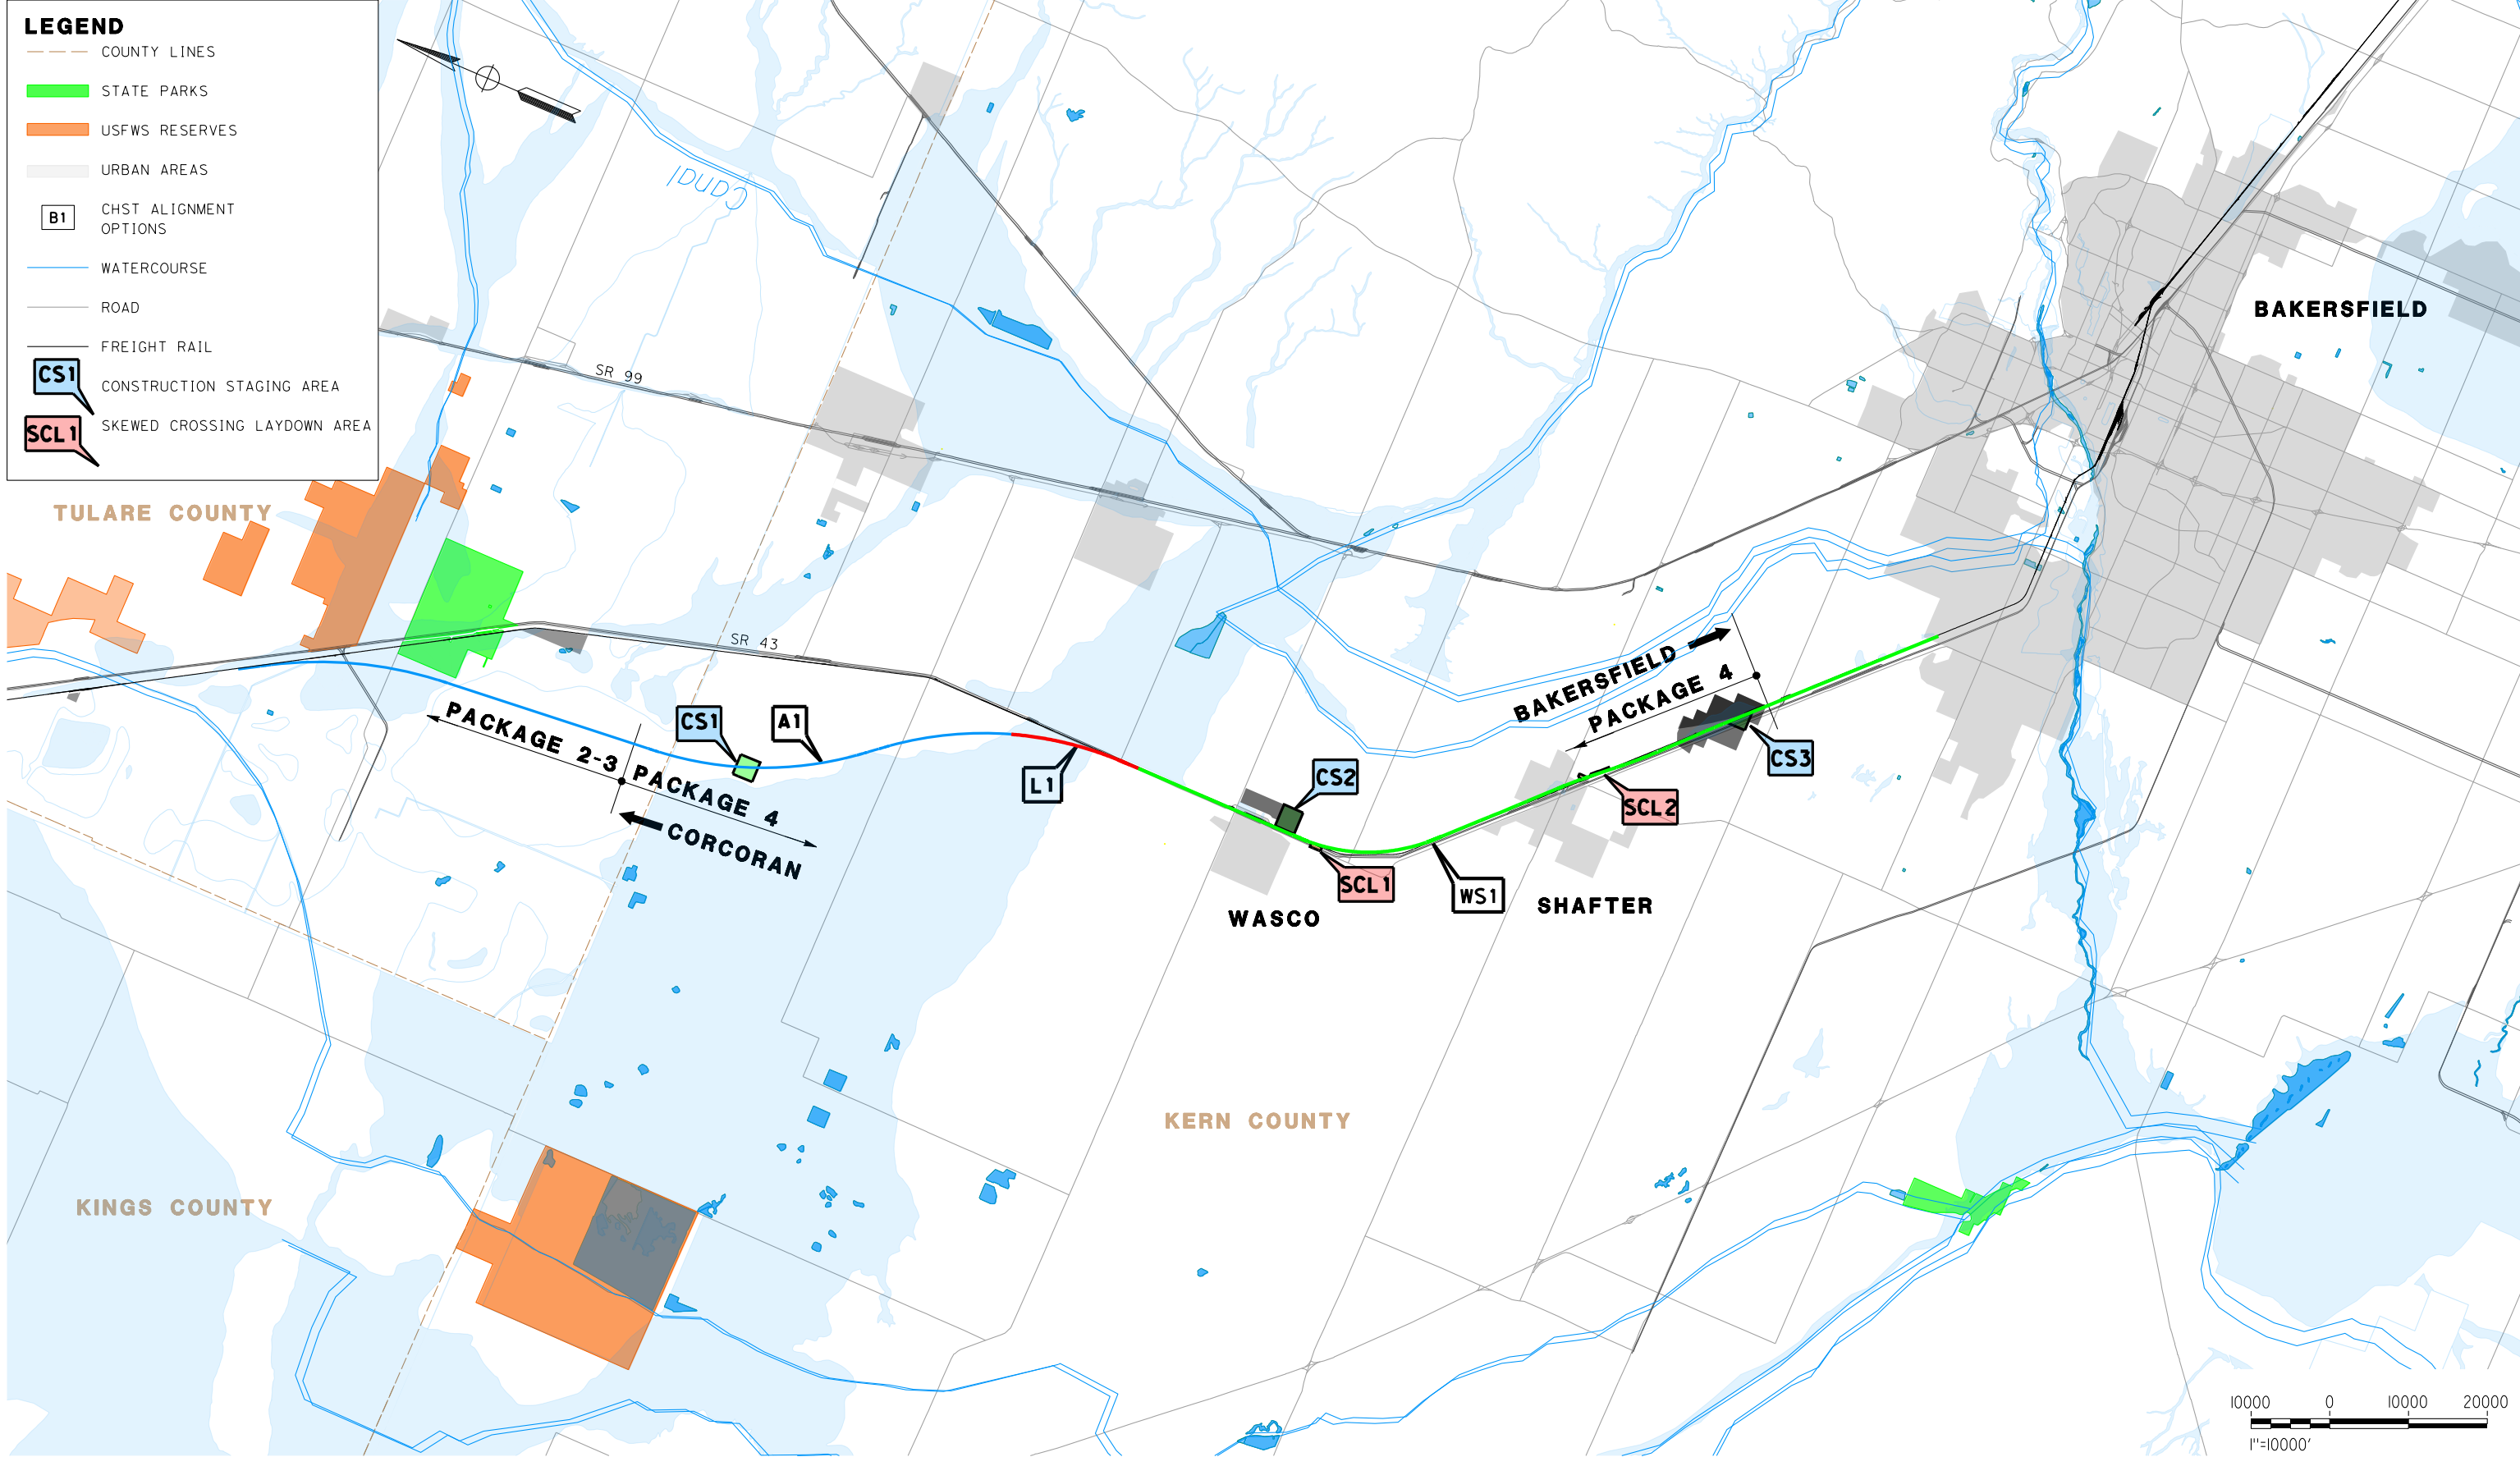 LEGEND
COUNTY LINES
STATE PARKS
USFWS RESERVES
URBAN AREAS
B1
CHST ALIGNMENT
OPTIONS
WATERCOURSE
ROAD
FREIGHT RAIL
CS1
CONSTRUCTION STAGING AREA
SCL1
SKEWED CROSSING LAYDOWN AREA
Canal
SR 99
BAKERSFIELD
TULARE COUNTY
SR 43
BAKERSFIELD
PACKAGE 4
PACKAGE 2-3
PACKAGE 4
CORCORAN
CS1
A1
L1
CS2
CS3
SCL2
SCL1
WS1
WASCO
SHAFTER
KERN COUNTY
KINGS COUNTY
10000 0 10000 20000
1"=10000'